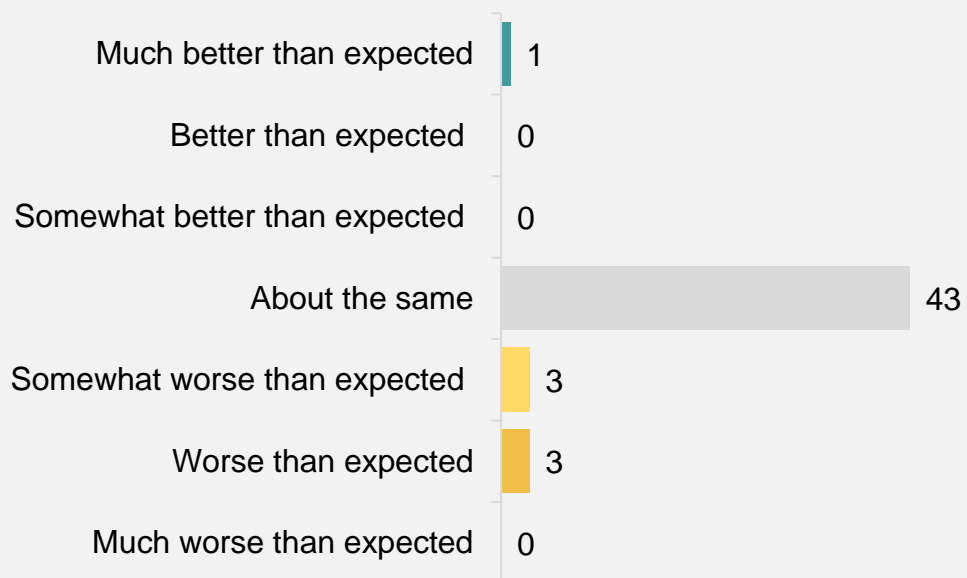 Much better than expected 1
Better than expected 0
Somewhat better than expected 0
About the same 43
Somewhat worse than expected 3
Worse than expected 3
Much worse than expected 0